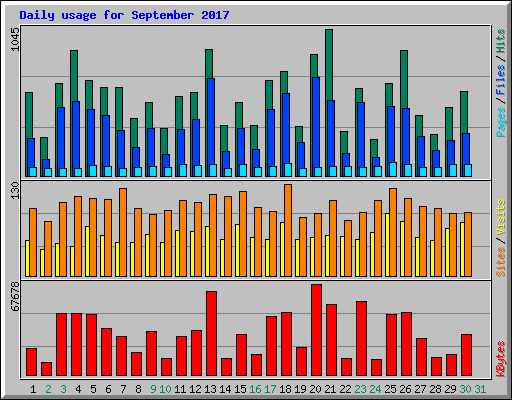 Daily usage for September 2017
1045
Pages / Files / Hits
130
Sites / Visits
67678
KBytes
1 2 3 4 5 6 7 8 9 10 11 12 13 14 15 16 17 18 19 20 21 22 23 24 25 26 27 28 29 30 31